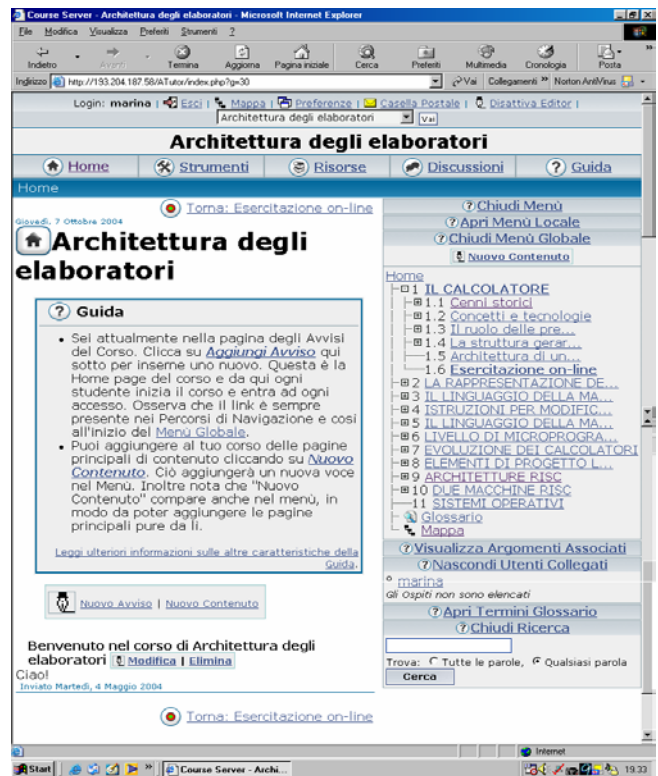 Course Server - Architettura degli elaboratori - Microsoft Internet Explorer
File Modifica Visualizza Preferiti Strumenti ?
Indietro Avanti Termina Aggiorna Pagina iniziale Cerca Preferiti Multimedia Cronologia Posta »
Indirizzo http://193.204.187.58/ATutor/index.php?g=30 Vai Collegamenti » Norton AntiVirus
Login: marina | Esci | Mappa | Preferenze | Casella Postale | Disattiva Editor |
Architettura degli elaboratori Vai
Architettura degli elaboratori
Home Strumenti Risorse Discussioni ? Guida
Home
Torna: Esercitazione on-line
Giovedì, 7 Ottobre 2004
Architettura degli
elaboratori
? Guida
• Sei attualmente nella pagina degli Avvisi
del Corso. Clicca su Aggiungi Avviso qui
sotto per inserne uno nuovo. Questa è la
Home page del corso e da qui ogni
studente inizia il corso e entra ad ogni
accesso. Osserva che il link è sempre
presente nei Percorsi di Navigazione e così
all'inizio del Menù Globale.
• Puoi aggiungere al tuo corso delle pagine
principali di contenuto cliccando su Nuovo
Contenuto. Ciò aggiungerà un nuova voce
nel Menù. Inoltre nota che "Nuovo
Contenuto" compare anche nel menù, in
modo da poter aggiungere le pagine
principali pure da li.
Leggi ulteriori informazioni sulle altre caratteristiche della
Guida.
Nuovo Avviso | Nuovo Contenuto
Benvenuto nel corso di Architettura degli
elaboratori Modifica | Elimina
Ciao!
Inviato Martedì, 4 Maggio 2004
Torna: Esercitazione on-line
? Chiudi Menù
? Apri Menù Locale
? Chiudi Menù Globale
Nuovo Contenuto
Home
1 IL CALCOLATORE
1.1 Cenni storici
1.2 Concetti e tecnologie
1.3 Il ruolo delle pre...
1.4 La struttura gerar...
1.5 Architettura di un...
1.6 Esercitazione on-line
2 LA RAPPRESENTAZIONE DE...
3 IL LINGUAGGIO DELLA MA...
4 ISTRUZIONI PER MODIFIC...
5 IL LINGUAGGIO DELLA MA...
6 LIVELLO DI MICROPROGRA...
7 EVOLUZIONE DEI CALCOLATORI
8 ELEMENTI DI PROGETTO L...
9 ARCHITETTURE RISC
10 DUE MACCHINE RISC
11 SISTEMI OPERATIVI
Glossario
Mappa
? Visualizza Argomenti Associati
? Nascondi Utenti Collegati
° marina
Gli Ospiti non sono elencati
? Apri Termini Glossario
? Chiudi Ricerca
Trova: Tutte le parole, Qualsiasi parola
Cerca
Internet
Start » Course Server - Archi... 19.33